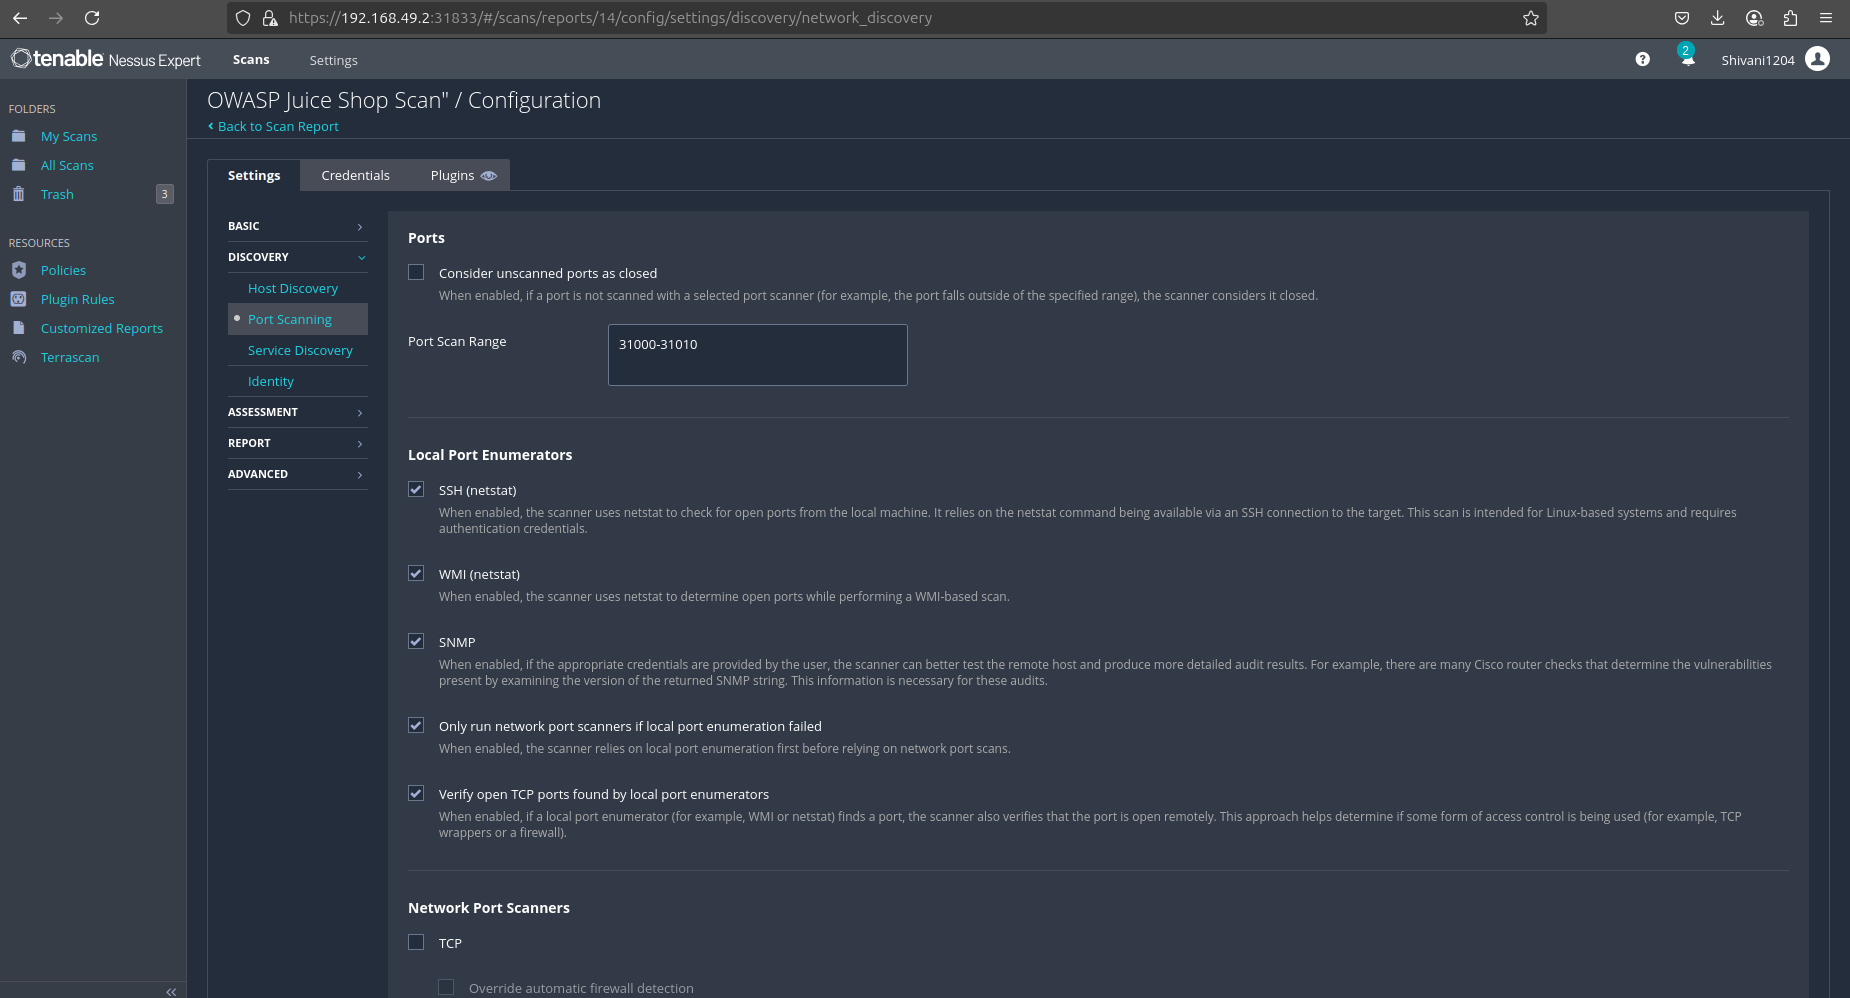 https://192.168.49.2:31833/#/scans/reports/14/config/settings/discovery/network_discovery
tenable Nessus Expert
Scans
Settings
2
Shivani1204
FOLDERS
My Scans
All Scans
Trash
3
RESOURCES
Policies
Plugin Rules
Customized Reports
Terrascan
OWASP Juice Shop Scan" / Configuration
Back to Scan Report
Settings
Credentials
Plugins
BASIC
DISCOVERY
Host Discovery
Port Scanning
Service Discovery
Identity
ASSESSMENT
REPORT
ADVANCED
Ports
Consider unscanned ports as closed
When enabled, if a port is not scanned with a selected port scanner (for example, the port falls outside of the specified range), the scanner considers it closed.
Port Scan Range
31000-31010
Local Port Enumerators
SSH (netstat)
When enabled, the scanner uses netstat to check for open ports from the local machine. It relies on the netstat command being available via an SSH connection to the target. This scan is intended for Linux-based systems and requires
authentication credentials.
WMI (netstat)
When enabled, the scanner uses netstat to determine open ports while performing a WMI-based scan.
SNMP
When enabled, if the appropriate credentials are provided by the user, the scanner can better test the remote host and produce more detailed audit results. For example, there are many Cisco router checks that determine the vulnerabilities
present by examining the version of the returned SNMP string. This information is necessary for these audits.
Only run network port scanners if local port enumeration failed
When enabled, the scanner relies on local port enumeration first before relying on network port scans.
Verify open TCP ports found by local port enumerators
When enabled, if a local port enumerator (for example, WMI or netstat) finds a port, the scanner also verifies that the port is open remotely. This approach helps determine if some form of access control is being used (for example, TCP
wrappers or a firewall).
Network Port Scanners
TCP
Override automatic firewall detection